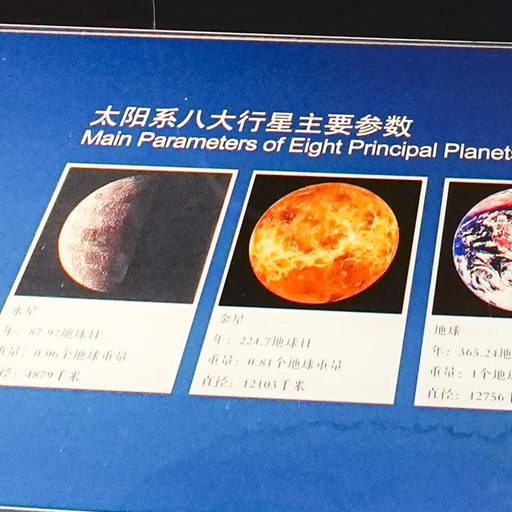 太阳系八大行星主要参数
Main Parameters of Eight Principal Planets
水星
年：87.97地球日
重量：0.06个地球重量
径：4879千米
金星
年：224.7地球日
重量：0.81个地球重量
直径：12103千米
地球
年：365.24地
重量：1个地
直径：12756